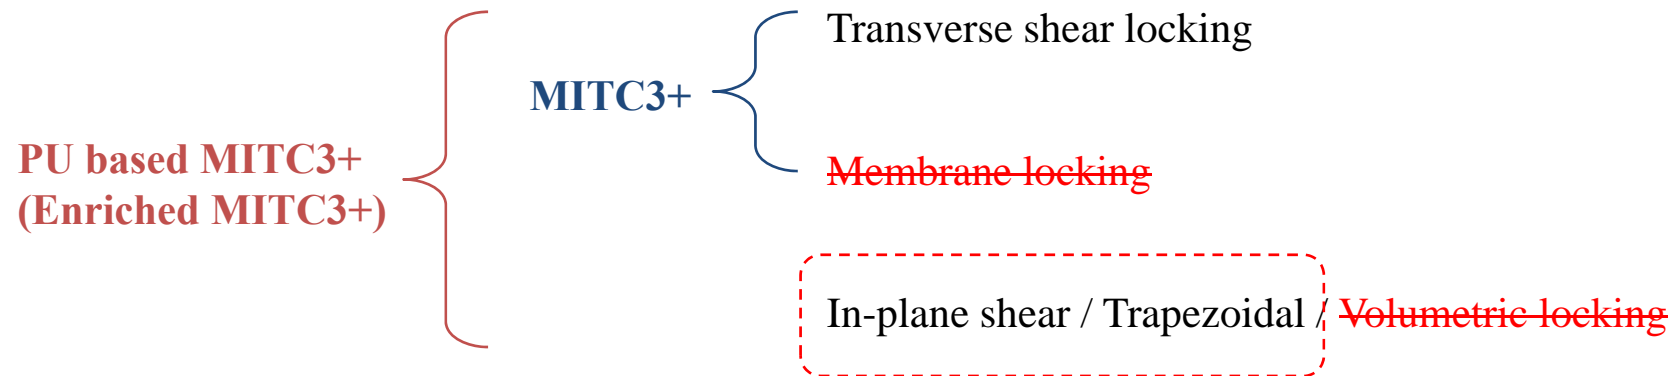 Transverse shear locking
MITC3+
PU based MITC3+
(Enriched MITC3+)
Membrane locking
In-plane shear / Trapezoidal / Volumetric locking